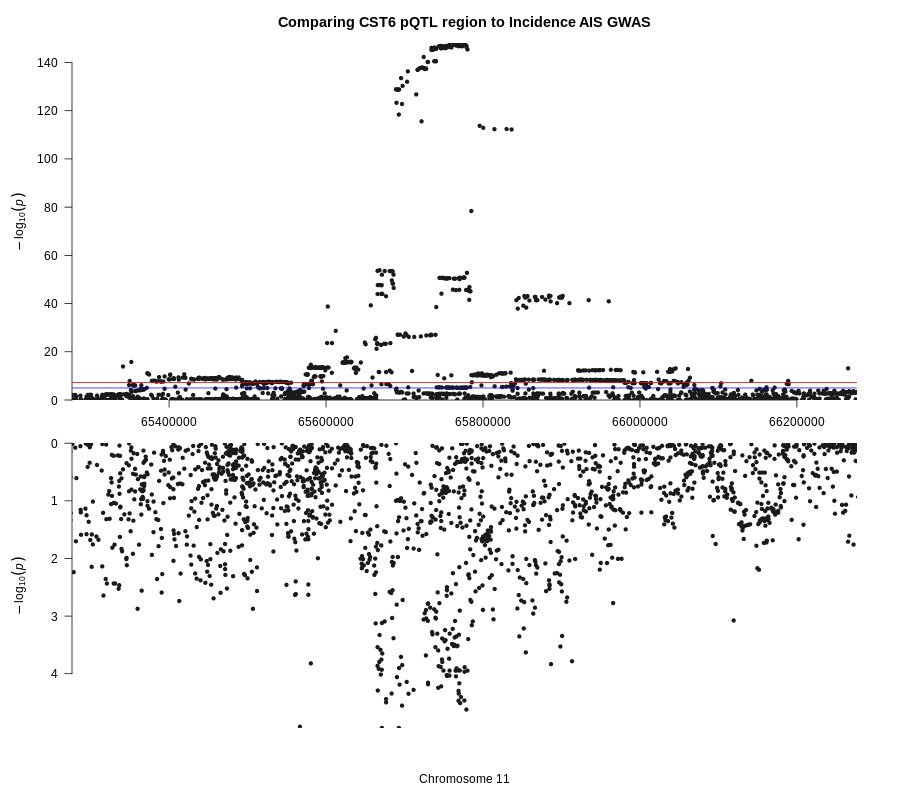 Comparing CST6 pQTL region to Incidence AIS GWAS
140
120
100
80
60
40
20
0
− log10(p)
65400000 65600000 65800000 66000000 66200000
0
1
2
3
4
− log10(p)
Chromosome 11